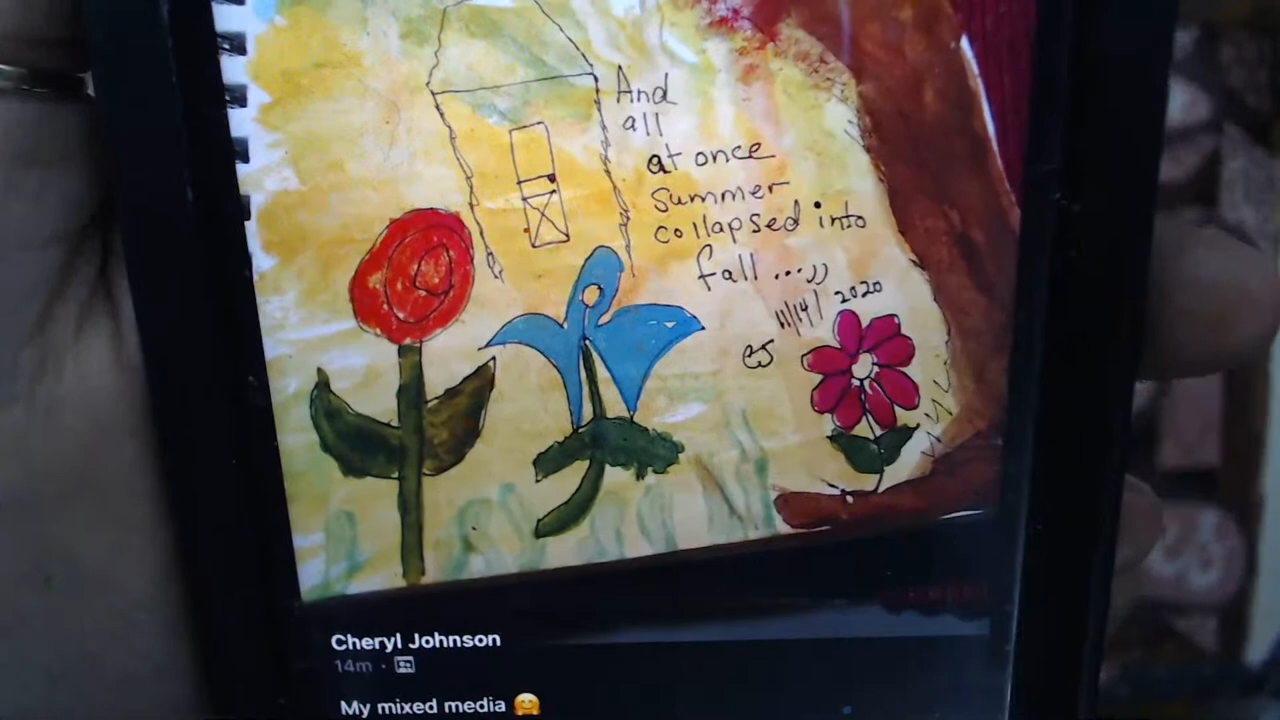 And
all
at once
summer
collapsed into
fall ...,,
11/14/ 2020
CJ
Cheryl Johnson
14m ·
My mixed media 🤗